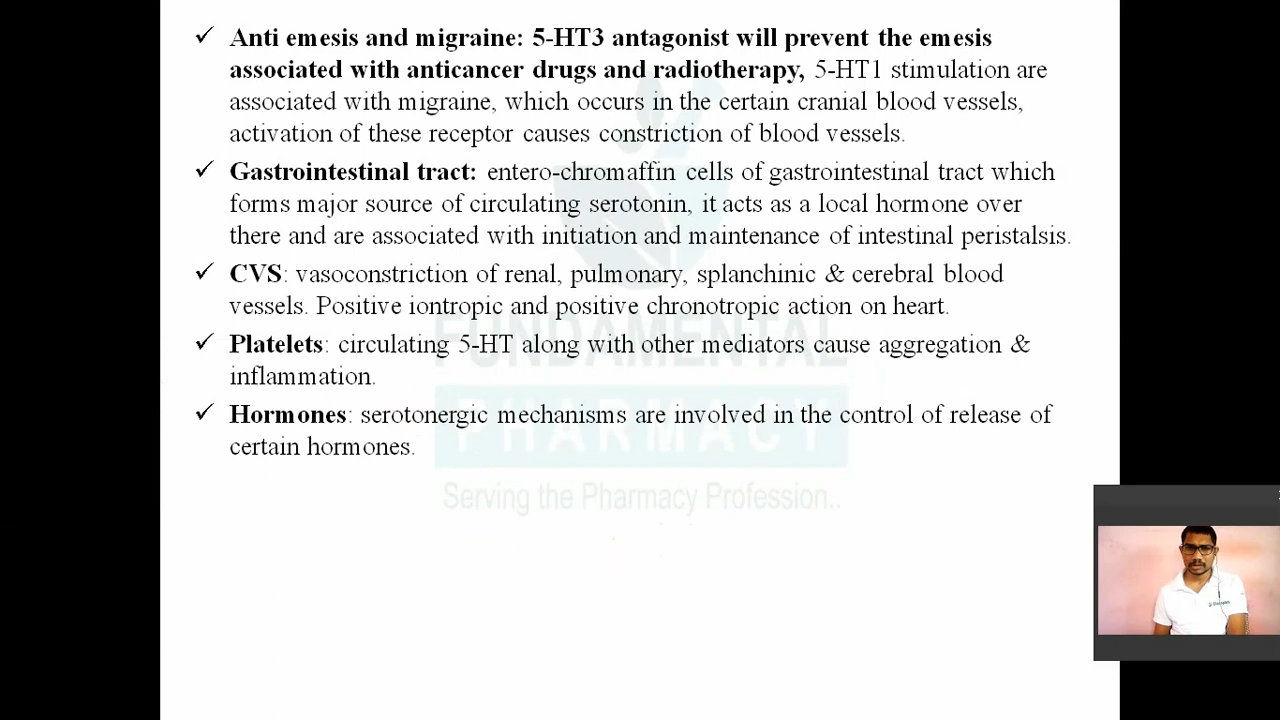 ✓ Anti emesis and migraine: 5-HT3 antagonist will prevent the emesis
associated with anticancer drugs and radiotherapy, 5-HT1 stimulation are
associated with migraine, which occurs in the certain cranial blood vessels,
activation of these receptor causes constriction of blood vessels.
✓ Gastrointestinal tract: entero-chromaffin cells of gastrointestinal tract which
forms major source of circulating serotonin, it acts as a local hormone over
there and are associated with initiation and maintenance of intestinal peristalsis.
✓ CVS: vasoconstriction of renal, pulmonary, splanchinic & cerebral blood
vessels. Positive iontropic and positive chronotropic action on heart.
✓ Platelets: circulating 5-HT along with other mediators cause aggregation &
inflammation.
✓ Hormones: serotonergic mechanisms are involved in the control of release of
certain hormones.
FUNDAMENTAL
PHARMACY
Serving the Pharmacy Profession..